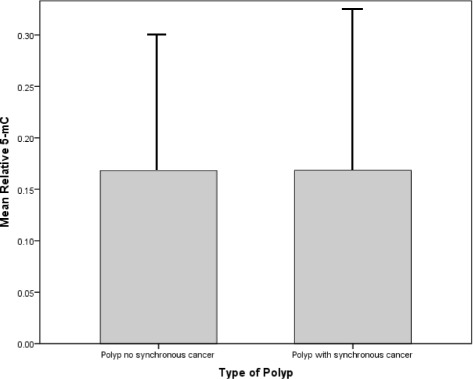 Mean Relative 5-mC
0.30
0.25
0.20
0.15
0.10
0.05
0.00
Polyp no synchronous cancer
Polyp with synchronous cancer
Type of Polyp